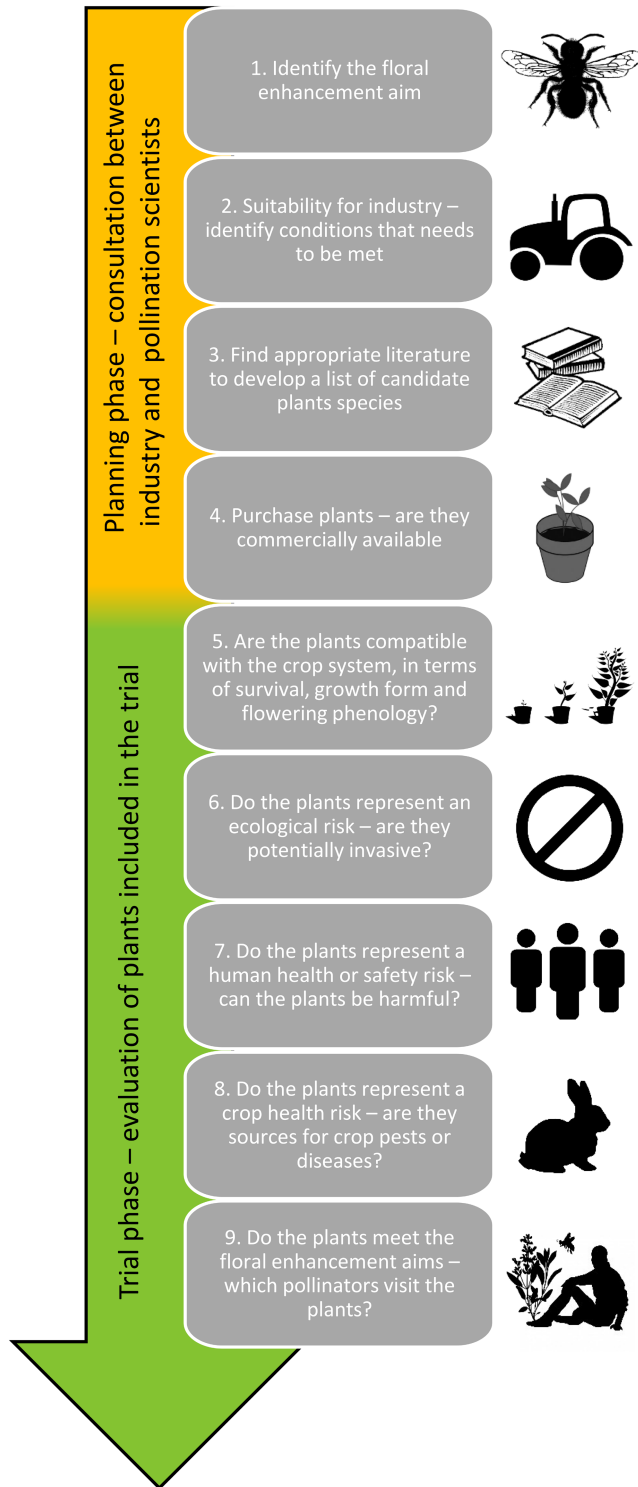 Planning phase – consultation between
industry and pollination scientists
1. Identify the floral
enhancement aim
2. Suitability for industry –
identify conditions that needs
to be met
3. Find appropriate literature
to develop a list of candidate
plants species
4. Purchase plants – are they
commercially available
Trial phase – evaluation of plants included in the trial
5. Are the plants compatible
with the crop system, in terms
of survival, growth form and
flowering phenology?
6. Do the plants represent an
ecological risk – are they
potentially invasive?
7. Do the plants represent a
human health or safety risk –
can the plants be harmful?
8. Do the plants represent a
crop health risk – are they
sources for crop pests or
diseases?
9. Do the plants meet the
floral enhancement aims –
which pollinators visit the
plants?